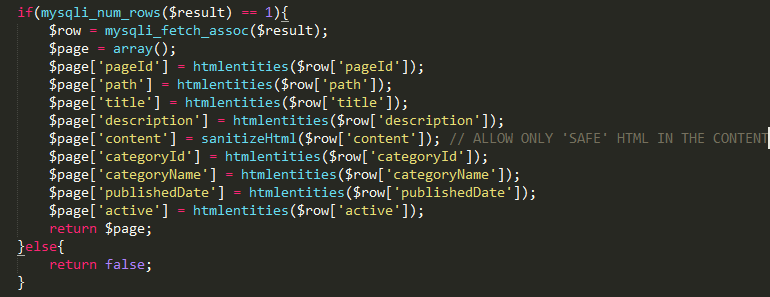 if(mysqli_num_rows($result) == 1){
    $row = mysqli_fetch_assoc($result);
    $page = array();
    $page['pageId'] = htmlentities($row['pageId']);
    $page['path'] = htmlentities($row['path']);
    $page['title'] = htmlentities($row['title']);
    $page['description'] = htmlentities($row['description']);
    $page['content'] = sanitizeHtml($row['content']); // ALLOW ONLY 'SAFE' HTML IN THE CONTENT
    $page['categoryId'] = htmlentities($row['categoryId']);
    $page['categoryName'] = htmlentities($row['categoryName']);
    $page['publishedDate'] = htmlentities($row['publishedDate']);
    $page['active'] = htmlentities($row['active']);
    return $page;
}else{
    return false;
}